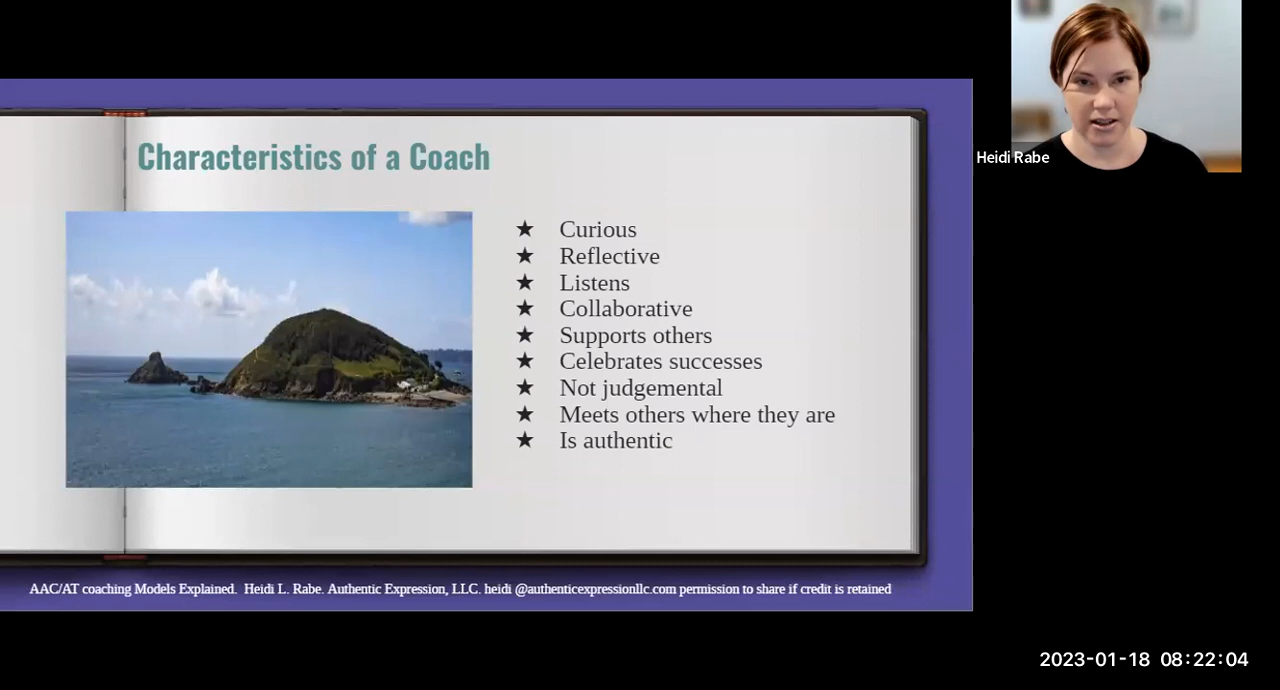 Characteristics of a Coach
★ Curious
★ Reflective
★ Listens
★ Collaborative
★ Supports others
★ Celebrates successes
★ Not judgemental
★ Meets others where they are
★ Is authentic
AAC/AT coaching Models Explained. Heidi L. Rabe. Authentic Expression, LLC. heidi @authenticexpressionllc.com permission to share if credit is retained
Heidi Rabe
2023-01-18 08:22:04